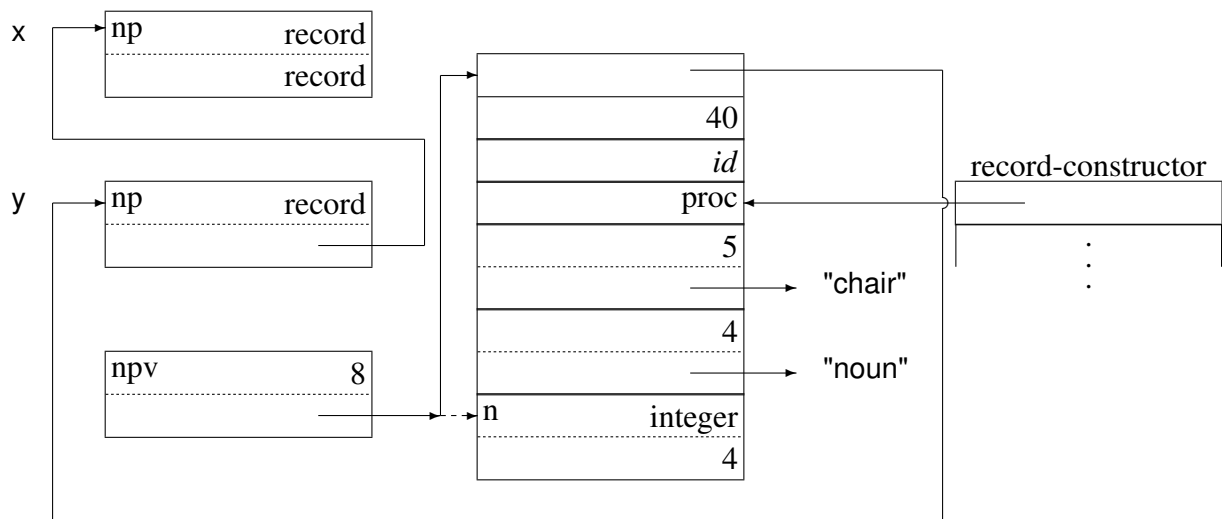 x
np record
record
40
id
record-constructor
y
np record
proc
5
"chair"
npv 8
4
"noun"
n integer
4